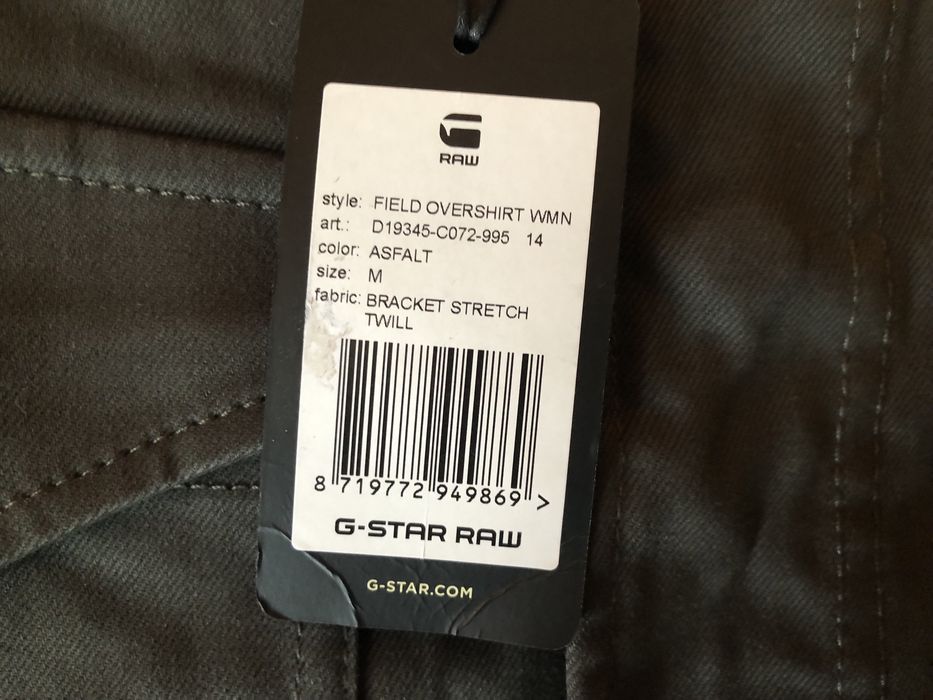 RAW
style: FIELD OVERSHIRT WMN
art.: D19345-C072-995 14
color: ASFALT
size: M
fabric: BRACKET STRETCH
TWILL
8 719772 949869 >
G-STAR RAW
G-STAR.COM